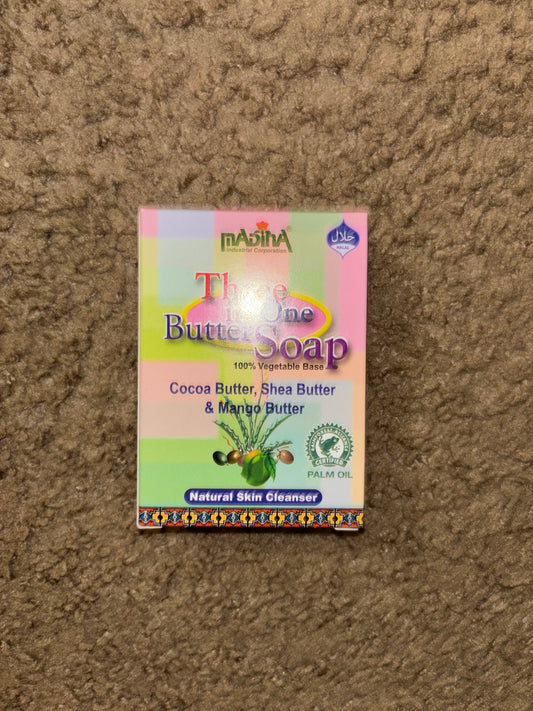 MADINA
Industrial Corporation
حلال
HALAL
Three
in One
Butter
Soap
100% Vegetable Base
Cocoa Butter, Shea Butter
& Mango Butter
CERTIFIED
PALM OIL
Natural Skin Cleanser